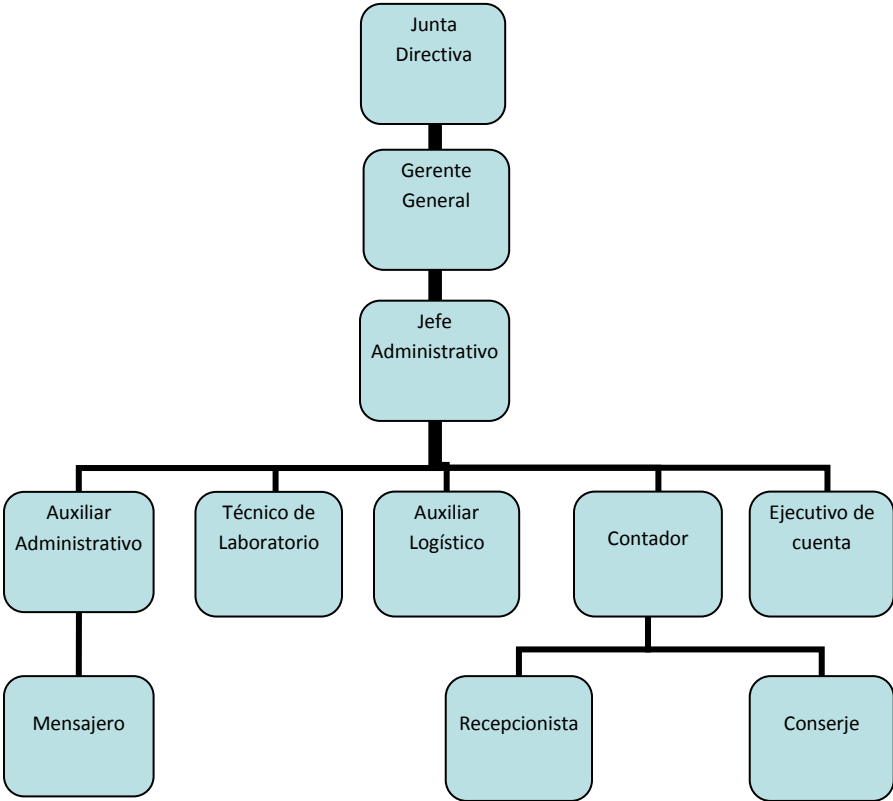 Junta
Directiva
Gerente
General
Jefe
Administrativo
Auxiliar
Administrativo
Técnico de
Laboratorio
Auxiliar
Logístico
Contador
Ejecutivo de
cuenta
Mensajero
Recepcionista
Conserje